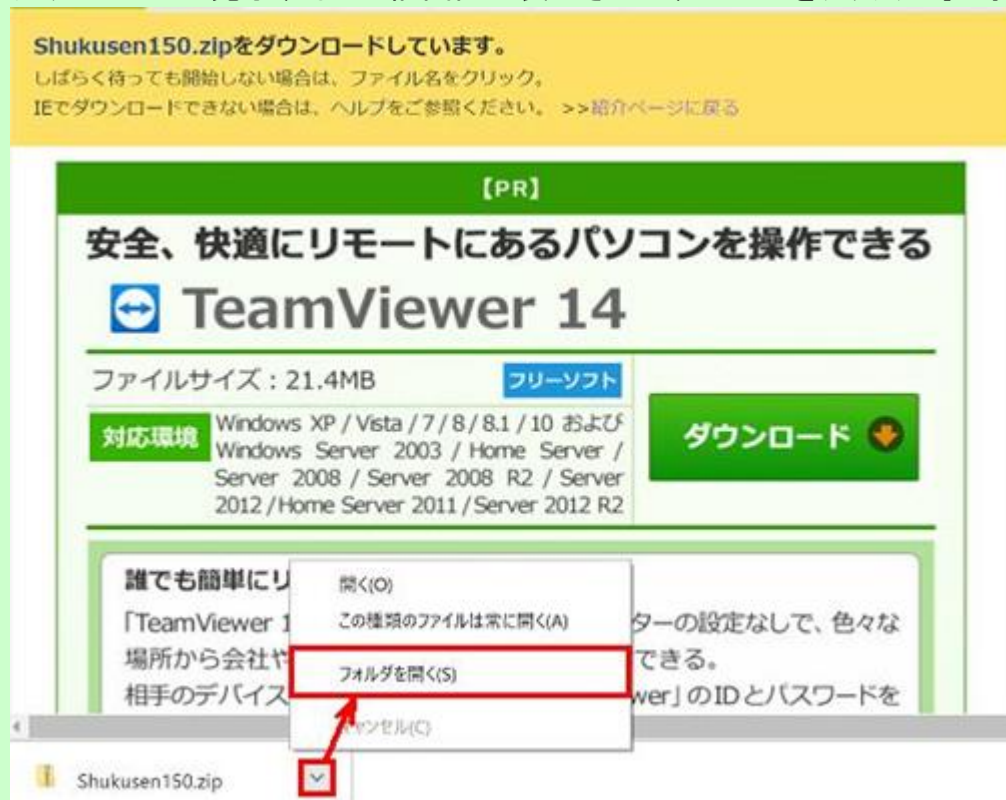 Shukusen150.zipをダウンロードしています。
しばらく待っても開始しない場合は、ファイル名をクリック。
IEでダウンロードできない場合は、ヘルプをご参照ください。 >>紹介ページに戻る
【PR】
安全、快適にリモートにあるパソコンを操作できる
TeamViewer 14
ファイルサイズ：21.4MB
フリーソフト
対応環境
Windows XP / Vista / 7 / 8 / 8.1 / 10 および
Windows Server 2003 / Home Server /
Server 2008 / Server 2008 R2 / Server
2012 / Home Server 2011 / Server 2012 R2
ダウンロード
誰でも簡単にリ
「TeamViewer 1 ターの設定なしで、色々な
場所から会社や できる。
相手のデバイス wer」のIDとパスワードを
開く(O)
この種類のファイルは常に開く(A)
フォルダを開く(S)
キャンセル(C)
Shukusen150.zip